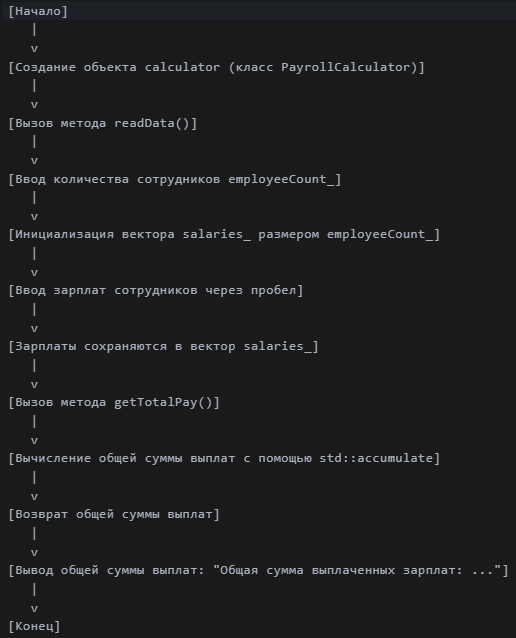 [Начало]
|
v
[Создание объекта calculator (класс PayrollCalculator)]
|
v
[Вызов метода readData()]
|
v
[Ввод количества сотрудников employeeCount_]
|
v
[Инициализация вектора salaries_ размером employeeCount_]
|
v
[Ввод зарплат сотрудников через пробел]
|
v
[Зарплаты сохраняются в вектор salaries_]
|
v
[Вызов метода getTotalPay()]
|
v
[Вычисление общей суммы выплат с помощью std::accumulate]
|
v
[Возврат общей суммы выплат]
|
v
[Вывод общей суммы выплат: "Общая сумма выплаченных зарплат: ..."]
|
v
[Конец]